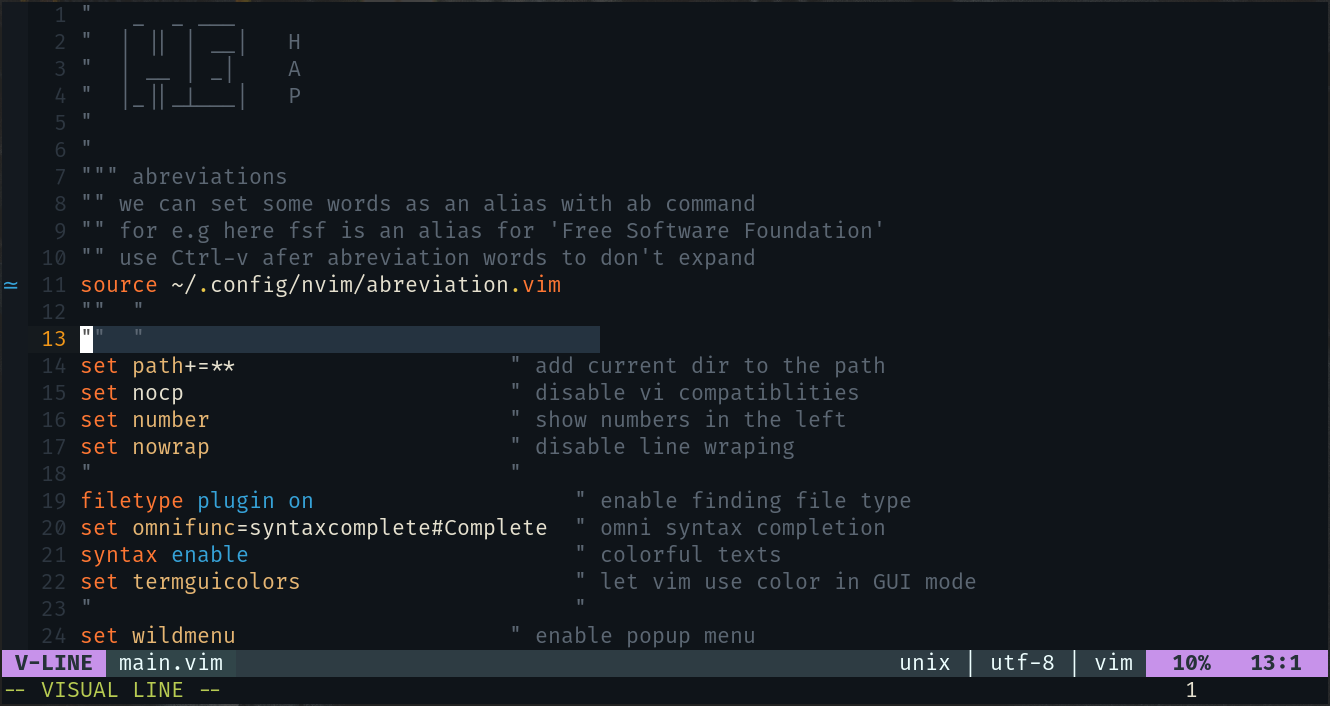 1 "    _  _ ___
2 "  | || | __|   H
3 "  | __ | _|    A
4 "  |_||_|___|   P
5 "
6 "
7 """ abreviations
8 "" we can set some words as an alias with ab command
9 "" for e.g here fsf is an alias for 'Free Software Foundation'
10 "" use Ctrl-v afer abreviation words to don't expand
≃ 11 source ~/.config/nvim/abreviation.vim
12 ""  "
13 ""  "
14 set path+=** " add current dir to the path
15 set nocp " disable vi compatiblities
16 set number " show numbers in the left
17 set nowrap " disable line wraping
18 " "
19 filetype plugin on " enable finding file type
20 set omnifunc=syntaxcomplete#Complete " omni syntax completion
21 syntax enable " colorful texts
22 set termguicolors " let vim use color in GUI mode
23 " "
24 set wildmenu " enable popup menu
V-LINE main.vim unix | utf-8 | vim 10% 13:1
-- VISUAL LINE -- 1